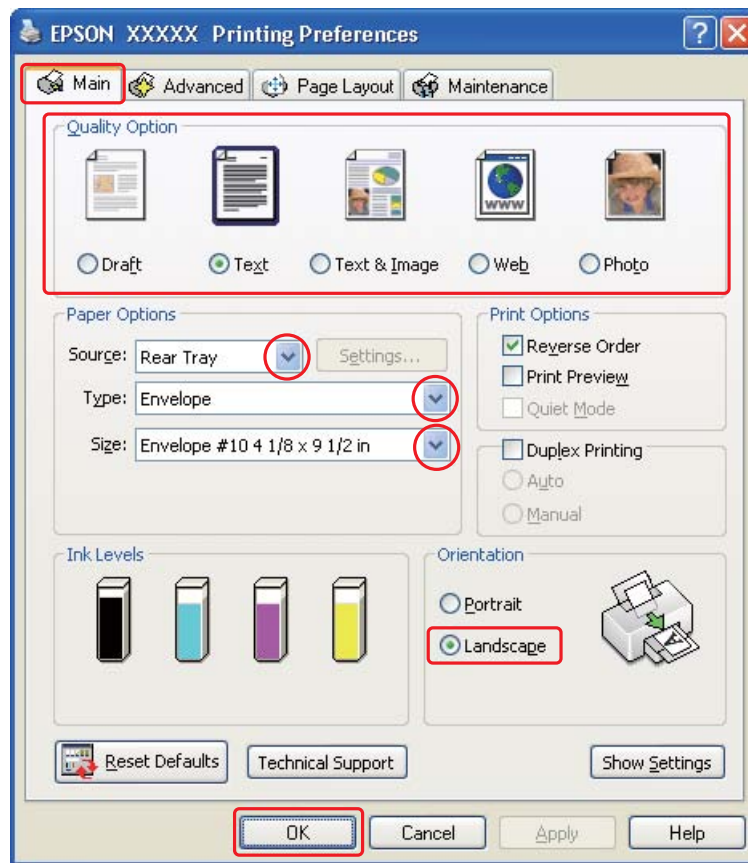 EPSON XXXXX Printing Preferences
Main Advanced Page Layout Maintenance
Quality Option
WWW
Draft Text Text & Image Web Photo
Paper Options
Source: Rear Tray Settings...
Type: Envelope
Size: Envelope #10 4 1/8 x 9 1/2 in
Print Options
Reverse Order
Print Preview
Quiet Mode
Duplex Printing
Auto
Manual
Ink Levels
Orientation
Portrait
Landscape
A
Reset Defaults Technical Support Show Settings
OK Cancel Apply Help